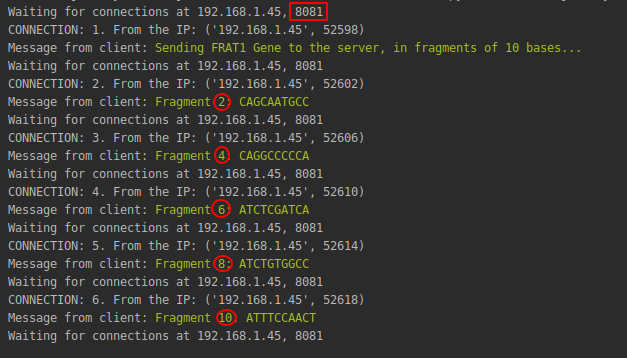 Waiting for connections at 192.168.1.45, 8081
CONNECTION: 1. From the IP: ('192.168.1.45', 52598)
Message from client: Sending FRAT1 Gene to the server, in fragments of 10 bases...
Waiting for connections at 192.168.1.45, 8081
CONNECTION: 2. From the IP: ('192.168.1.45', 52602)
Message from client: Fragment 2: CAGCAATGCC
Waiting for connections at 192.168.1.45, 8081
CONNECTION: 3. From the IP: ('192.168.1.45', 52606)
Message from client: Fragment 4: CAGGCCCCCA
Waiting for connections at 192.168.1.45, 8081
CONNECTION: 4. From the IP: ('192.168.1.45', 52610)
Message from client: Fragment 6: ATCTCGATCA
Waiting for connections at 192.168.1.45, 8081
CONNECTION: 5. From the IP: ('192.168.1.45', 52614)
Message from client: Fragment 8: ATCTGTGGCC
Waiting for connections at 192.168.1.45, 8081
CONNECTION: 6. From the IP: ('192.168.1.45', 52618)
Message from client: Fragment 10: ATTTCCAACT
Waiting for connections at 192.168.1.45, 8081